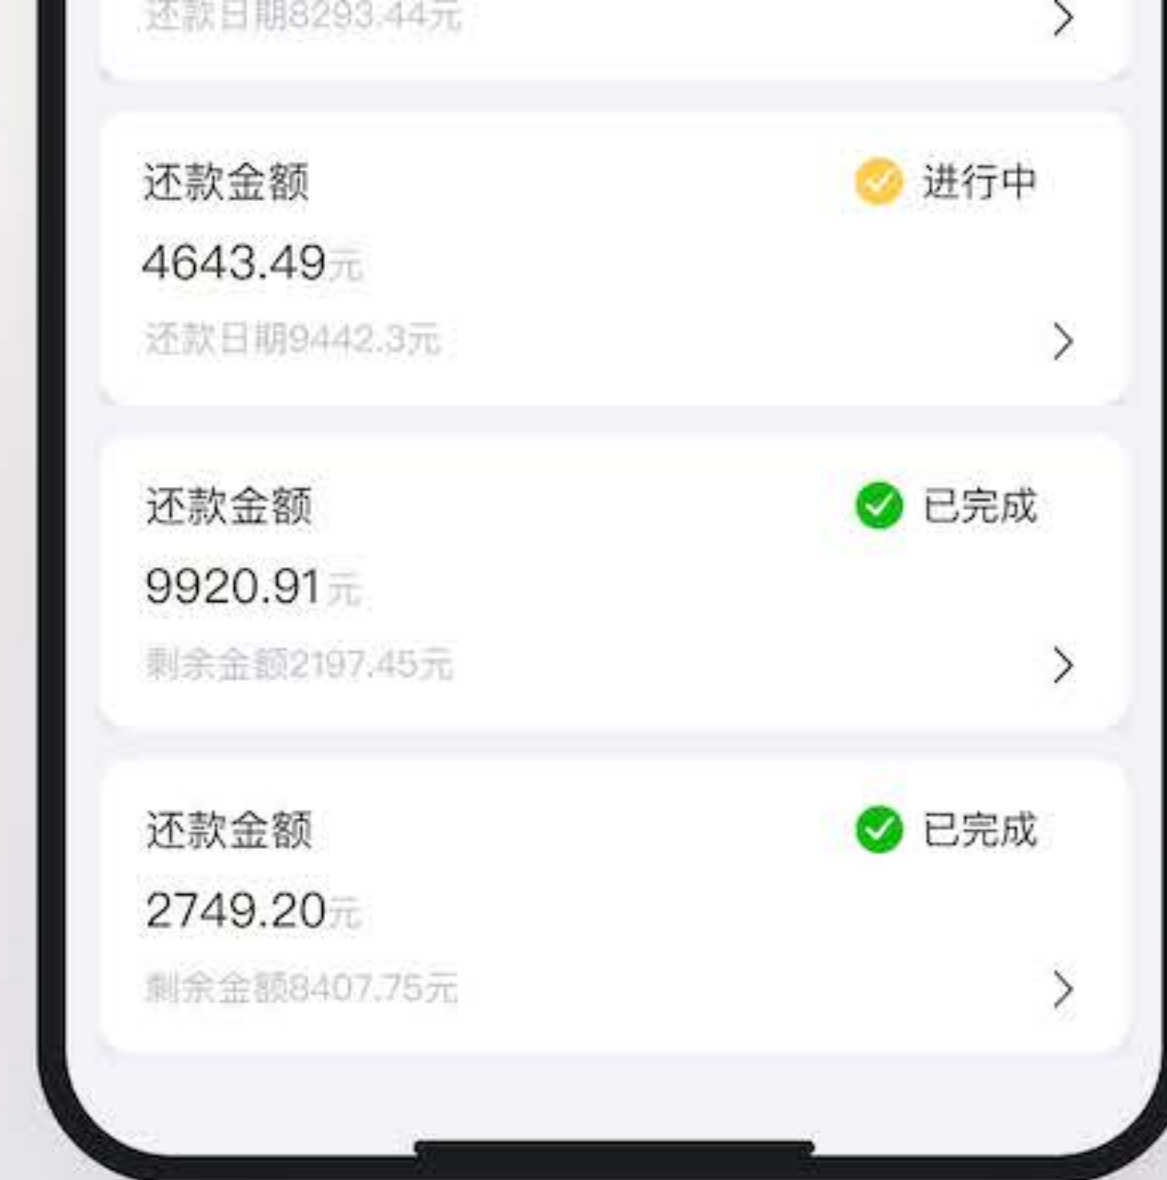 还款日期8293.44元
还款金额
进行中
4643.49元
还款日期9442.3元
还款金额
已完成
9920.91元
剩余金额2197.45元
还款金额
已完成
2749.20元
剩余金额8407.75元